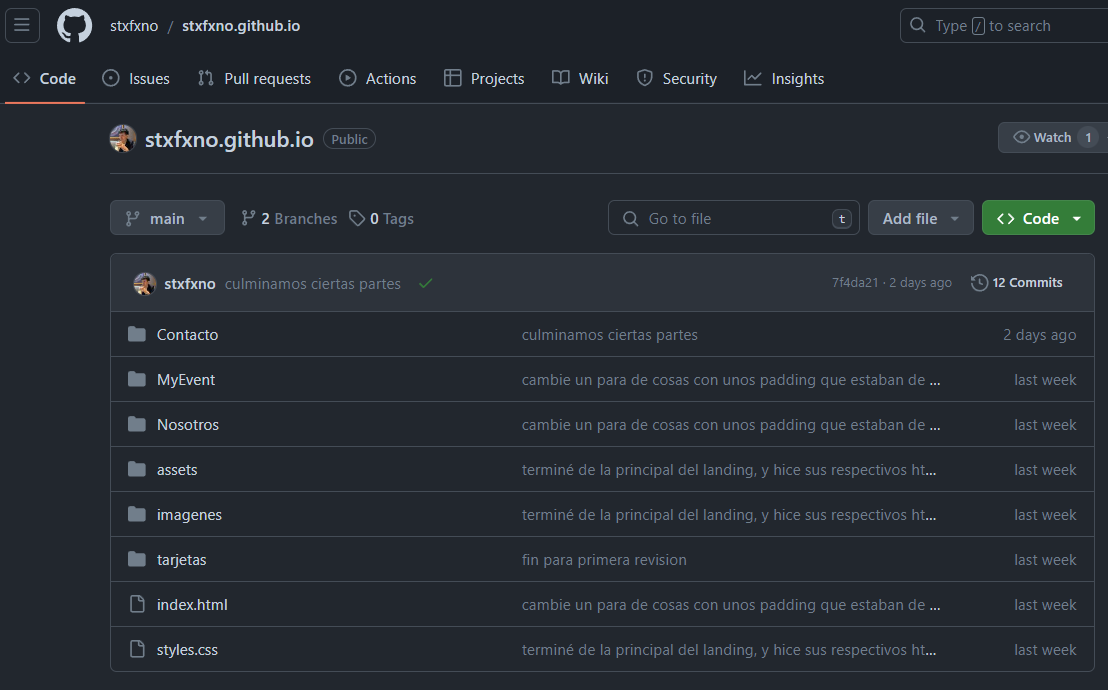 stxfxno / stxfxno.github.io
Type / to search
Code Issues Pull requests Actions Projects Wiki Security Insights
stxfxno.github.io Public
Watch 1
main 2 Branches 0 Tags
Go to file t Add file Code
stxfxno culminamos ciertas partes 7f4da21 · 2 days ago 12 Commits
Contacto culminamos ciertas partes 2 days ago
MyEvent cambie un para de cosas con unos padding que estaban de ... last week
Nosotros cambie un para de cosas con unos padding que estaban de ... last week
assets terminé de la principal del landing, y hice sus respectivos ht... last week
imagenes terminé de la principal del landing, y hice sus respectivos ht... last week
tarjetas fin para primera revision last week
index.html cambie un para de cosas con unos padding que estaban de ... last week
styles.css terminé de la principal del landing, y hice sus respectivos ht... last week